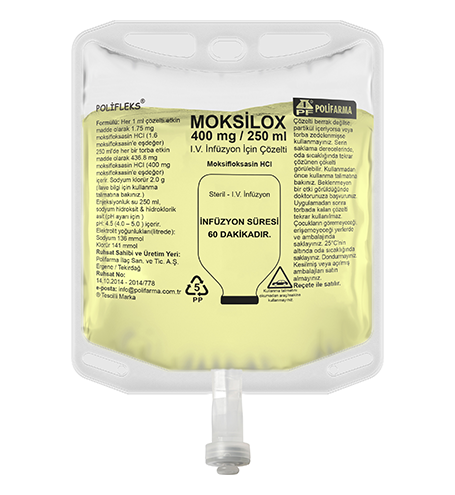 POLİFLEKS®
Formülü: Her 1 ml çözelti etkin
madde olarak 1.75 mg
moksifloksasin HCl (1.6
mg moksifloksasin'e eşdeğer)
250 ml'de her bir torba etkin
madde olarak 436.8 mg
moksifloksasin HCl (400 mg
moksifloksasin'e eşdeğer)
içerir. Sodyum klorür 2.0 g
(İlave bilgi için kullanma
talimatına bakınız.)
Enjeksiyonluk su 250 ml,
sodyum hidroksit & hidroklorik
asit (pH ayarı için)
pH: 4.5 (4.0 – 5.0) içerir.
Elektrolit yoğunlukları(litrede):
Sodyum 136 mmol
Klorür 141 mmol
Ruhsat Sahibi ve Üretim Yeri:
Polifarma İlaç San. ve Tic. A.Ş.
Ergene / Tekirdağ
Ruhsat No:
14.10.2014 - 2014/778
e-posta: info@polifarma.com.tr
® Tescilli Marka
MOKSİLOX
400 mg / 250 ml
I.V. İnfüzyon İçin Çözelti
Moksifloksasin HCl
Steril - I.V. İnfüzyon
İNFÜZYON SÜRESİ
60 DAKİKADIR.
5
PP
Kullanma talimatını
okumadan
kullanmayınız.
PF POLİFARMA
Çözelti berrak değilse,
partikül içeriyorsa veya
torba zedelenmişse
kullanmayınız. Serin
saklama derecelerinde,
oda sıcaklığında tekrar
çözünen çökelti
görülebilir. Kullanmadan
önce kullanma talimatına
bakınız. Beklenmeyen
bir etki görüldüğünde
doktorunuza başvurunuz.
Uygulamadan sonra
torbada kalan çözelti
tekrar kullanılmaz.
Çocukların göremeyeceği,
erişemeyeceği yerlerde
ve ambalajında
saklayınız. 25°C'nin
altında oda sıcaklığında
saklayınız. Dondurmayınız.
Kesilmiş veya açılmış
ambalajları satın
almayınız.
Reçete ile satılır.